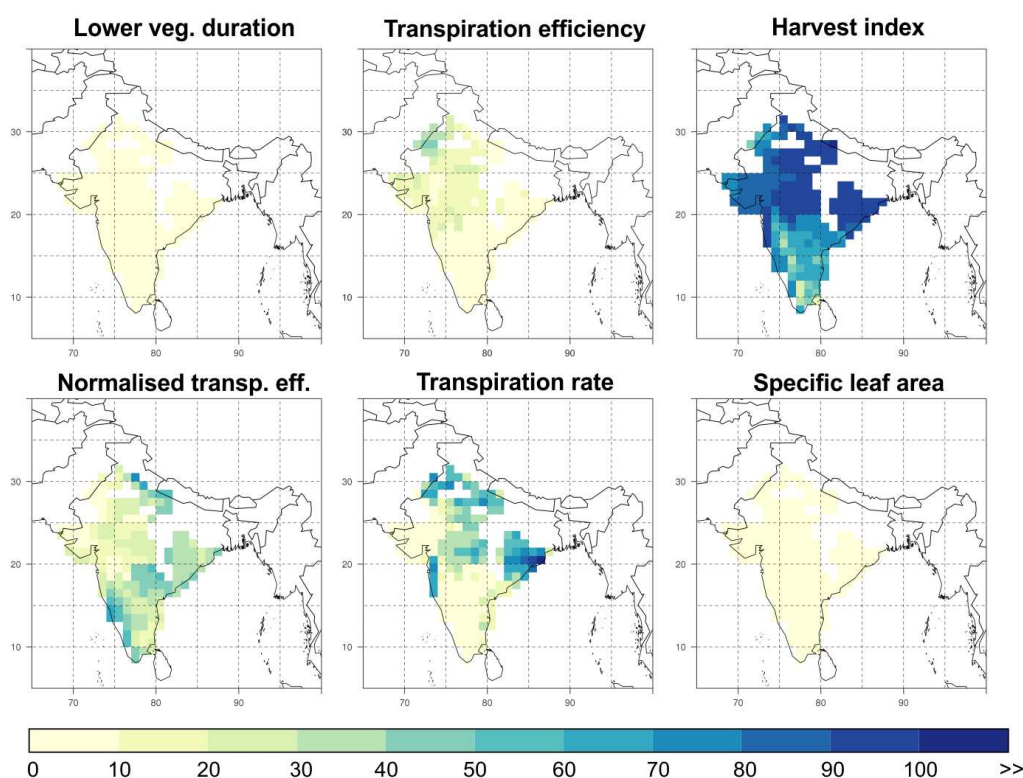 Lower veg. duration
Transpiration efficiency
Harvest index
30
20
10
70 80 90
30
20
10
70 80 90
30
20
10
70 80 90
Normalised transp. eff.
Transpiration rate
Specific leaf area
30
20
10
70 80 90
30
20
10
70 80 90
30
20
10
70 80 90
0 10 20 30 40 50 60 70 80 90 100 >>